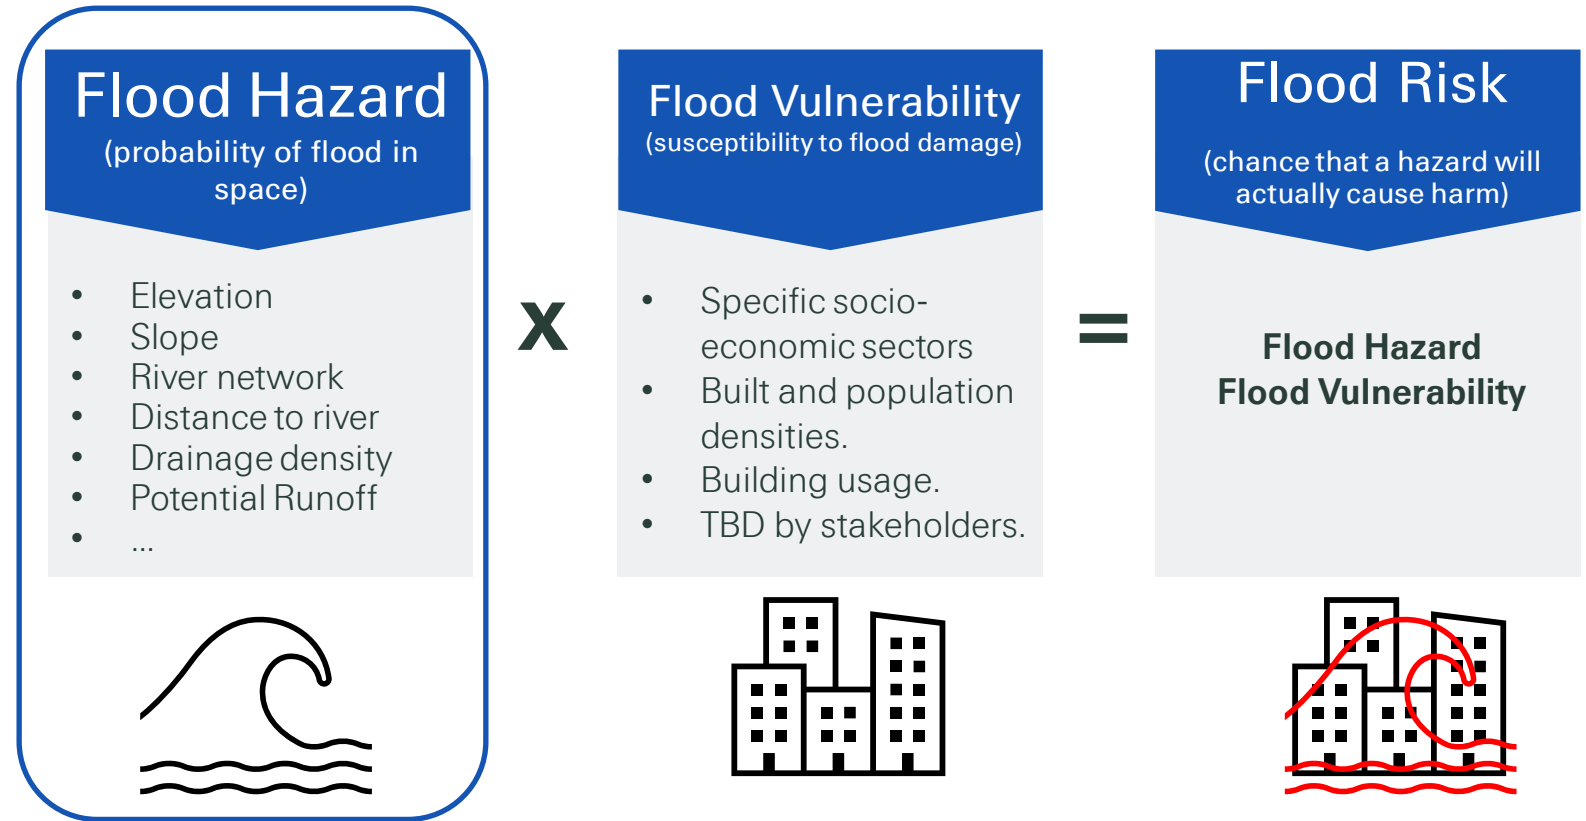 Flood Hazard
(probability of flood in
space)
• Elevation
• Slope
• River network
• Distance to river
• Drainage density
• Potential Runoff
• ...
x
Flood Vulnerability
(susceptibility to flood damage)
• Specific socio-
economic sectors
• Built and population
densities.
• Building usage.
• TBD by stakeholders.
=
Flood Risk
(chance that a hazard will
actually cause harm)
Flood Hazard
Flood Vulnerability